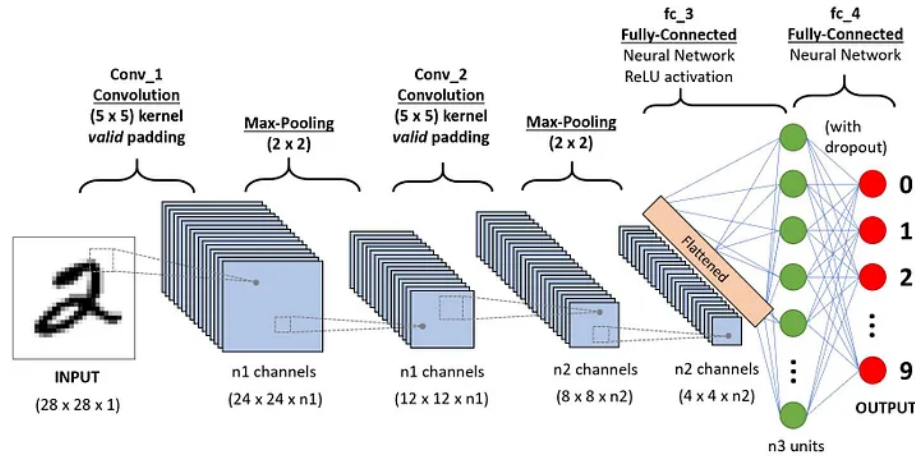 Conv_1
Convolution
(5 x 5) kernel
valid padding
Max-Pooling
(2 x 2)
Conv_2
Convolution
(5 x 5) kernel
valid padding
Max-Pooling
(2 x 2)
fc_3
Fully-Connected
Neural Network
ReLU activation
fc_4
Fully-Connected
Neural Network
(with
dropout)
2
INPUT
(28 x 28 x 1)
n1 channels
(24 x 24 x n1)
n1 channels
(12 x 12 x n1)
n2 channels
(8 x 8 x n2)
n2 channels
(4 x 4 x n2)
Flattened
n3 units
0
1
2
9
OUTPUT